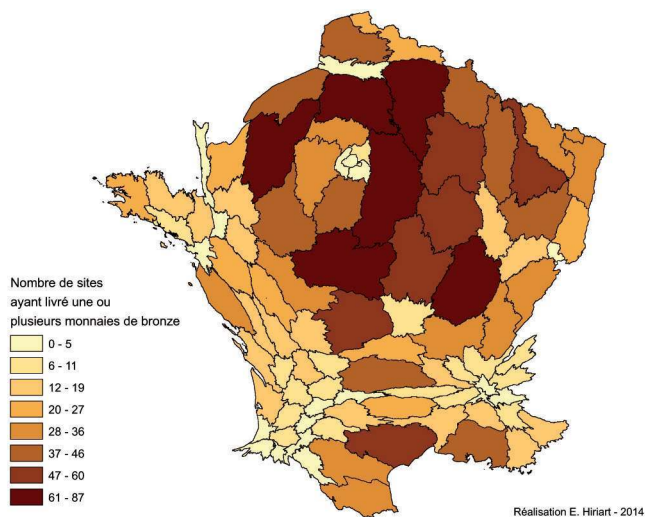 Nombre de sites
ayant livré une ou
plusieurs monnaies de bronze
0 - 5
6 - 11
12 - 19
20 - 27
28 - 36
37 - 46
47 - 60
61 - 87
Réalisation E. Hiriart - 2014